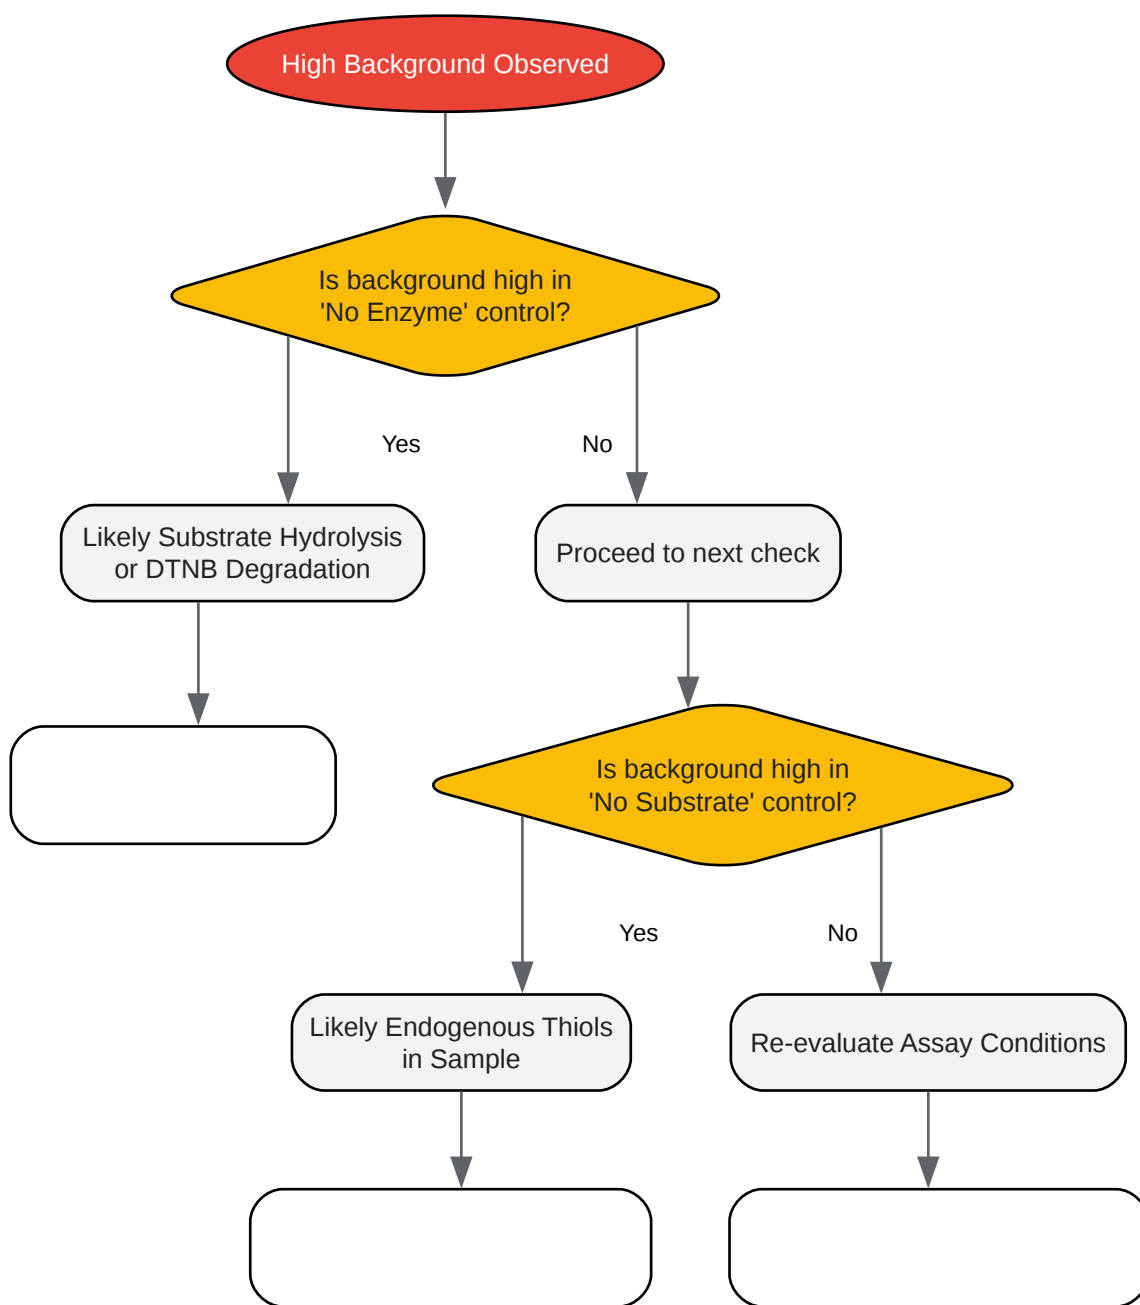 High Background Observed
Is background high in
'No Enzyme' control?
Yes
No
Likely Substrate Hydrolysis
or DTNB Degradation
Proceed to next check
Is background high in
'No Substrate' control?
Yes
No
Likely Endogenous Thiols
in Sample
Re-evaluate Assay Conditions